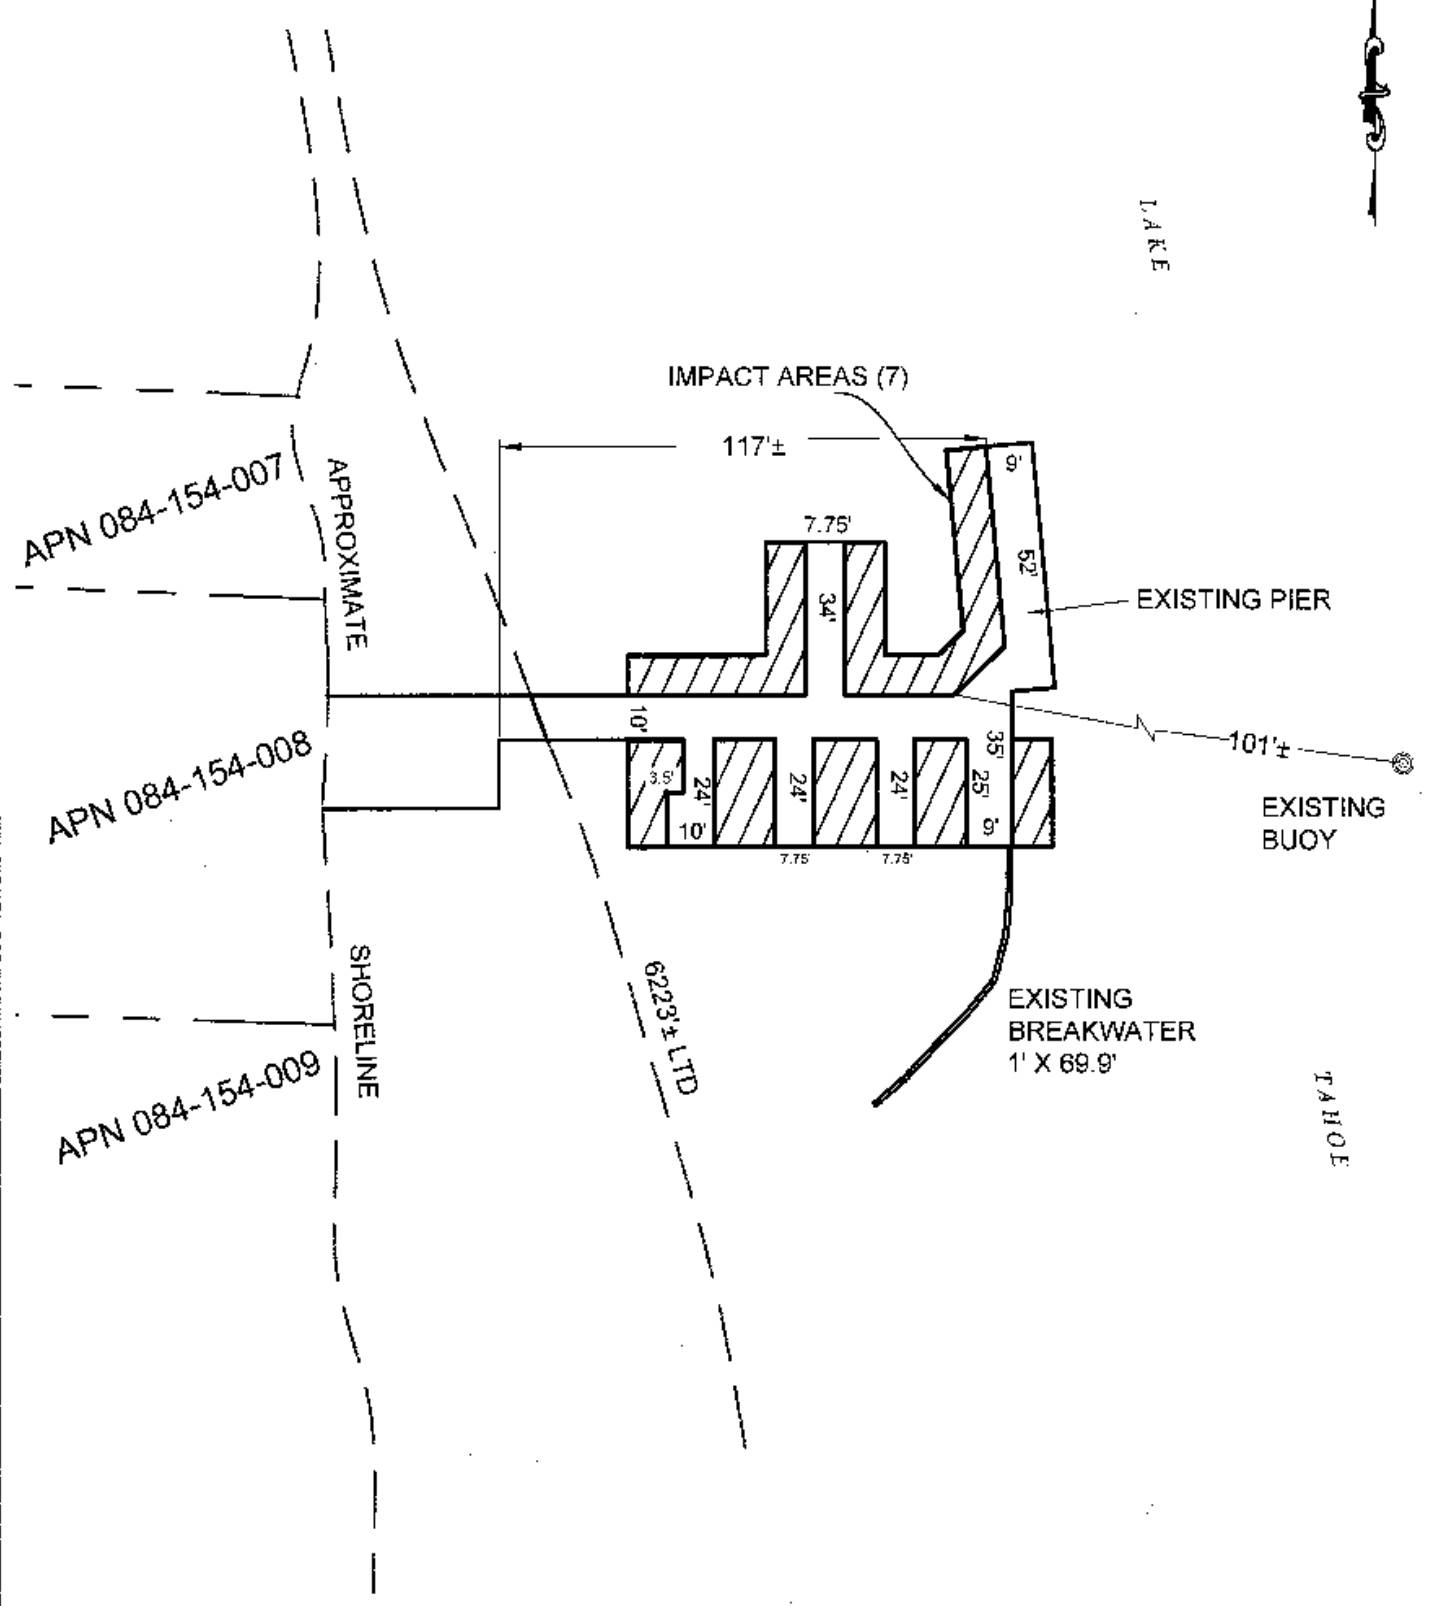 LAKE
IMPACT AREAS (7)
117'±
9'
APN 084-154-007
APPROXIMATE
7.75'
52'
34'
EXISTING PIER
10'
APN 084-154-008
35'
101'±
3.5'
24'
24'
24'
25'
10'
9'
EXISTING
BUOY
7.75'
7.75'
SHORELINE
6223'± LTD
EXISTING
BREAKWATER
1' X 69.9'
APN 084-154-009
TAHOE